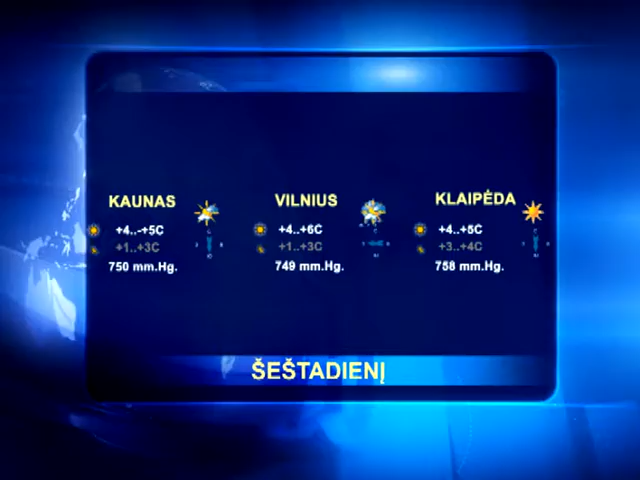 KAUNAS
+4..-+5C
+1..+3C
750 mm.Hg.
VILNIUS
+4..+6C
+1..+3C
749 mm.Hg.
KLAIPĖDA
+4..+5C
+3..+4C
758 mm.Hg.
ŠEŠTADIENĮ